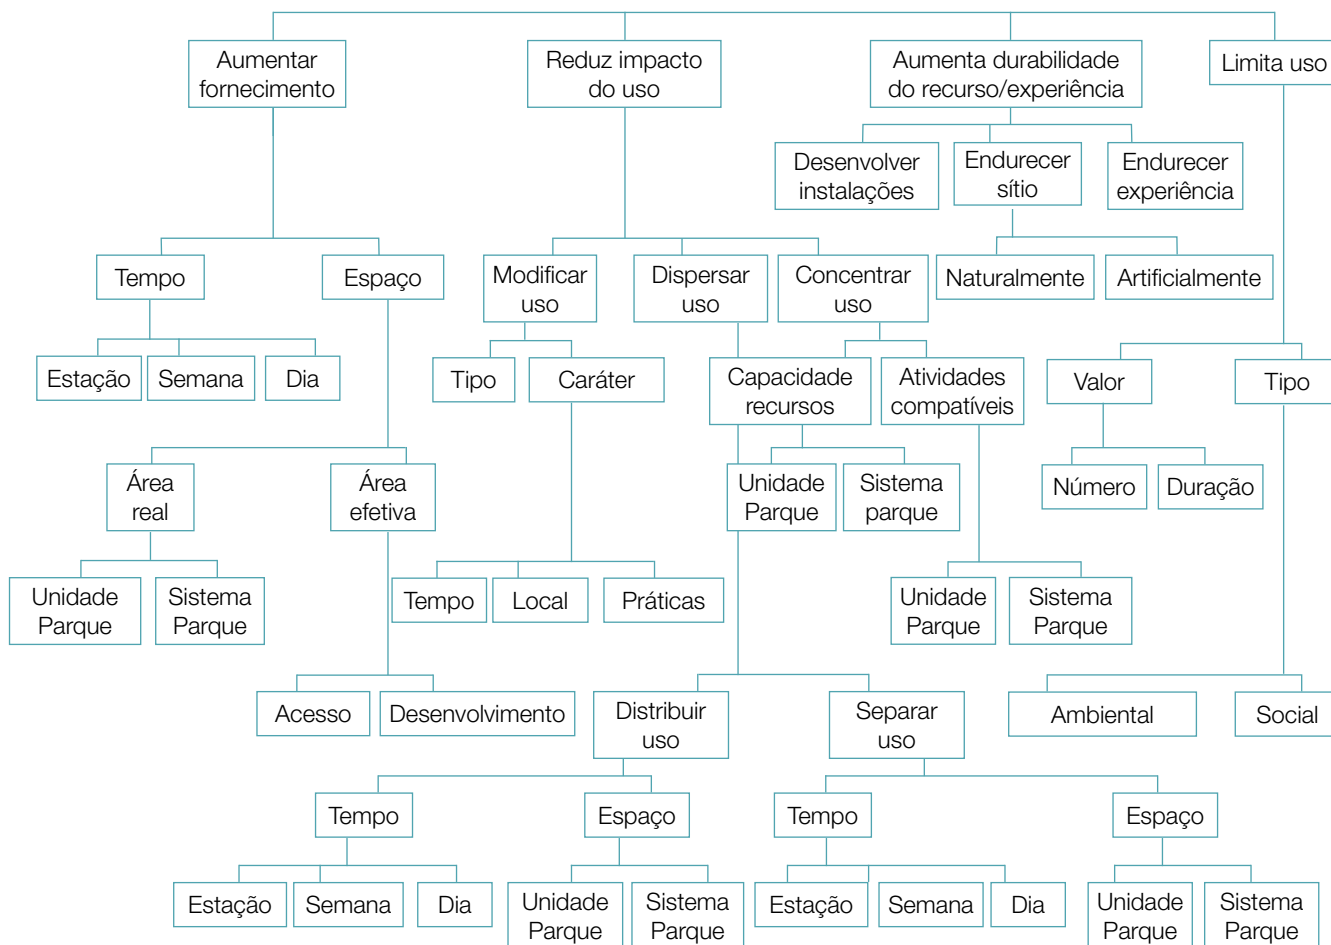 Aumentar
fornecimento
Reduz impacto
do uso
Aumenta durabilidade
do recurso/experiência
Limita uso
Desenvolver
instalações
Endurecer
sítio
Endurecer
experiência
Tempo
Espaço
Modificar
uso
Dispersar
uso
Concentrar
uso
Naturalmente
Artificialmente
Estação
Semana
Dia
Tipo
Caráter
Capacidade
recursos
Atividades
compatíveis
Valor
Tipo
Área
real
Área
efetiva
Unidade
Parque
Sistema
parque
Número
Duração
Unidade
Parque
Sistema
Parque
Tempo
Local
Práticas
Unidade
Parque
Sistema
Parque
Acesso
Desenvolvimento
Distribuir
uso
Separar
uso
Ambiental
Social
Tempo
Espaço
Tempo
Espaço
Estação
Semana
Dia
Unidade
Parque
Sistema
Parque
Estação
Semana
Dia
Unidade
Parque
Sistema
Parque